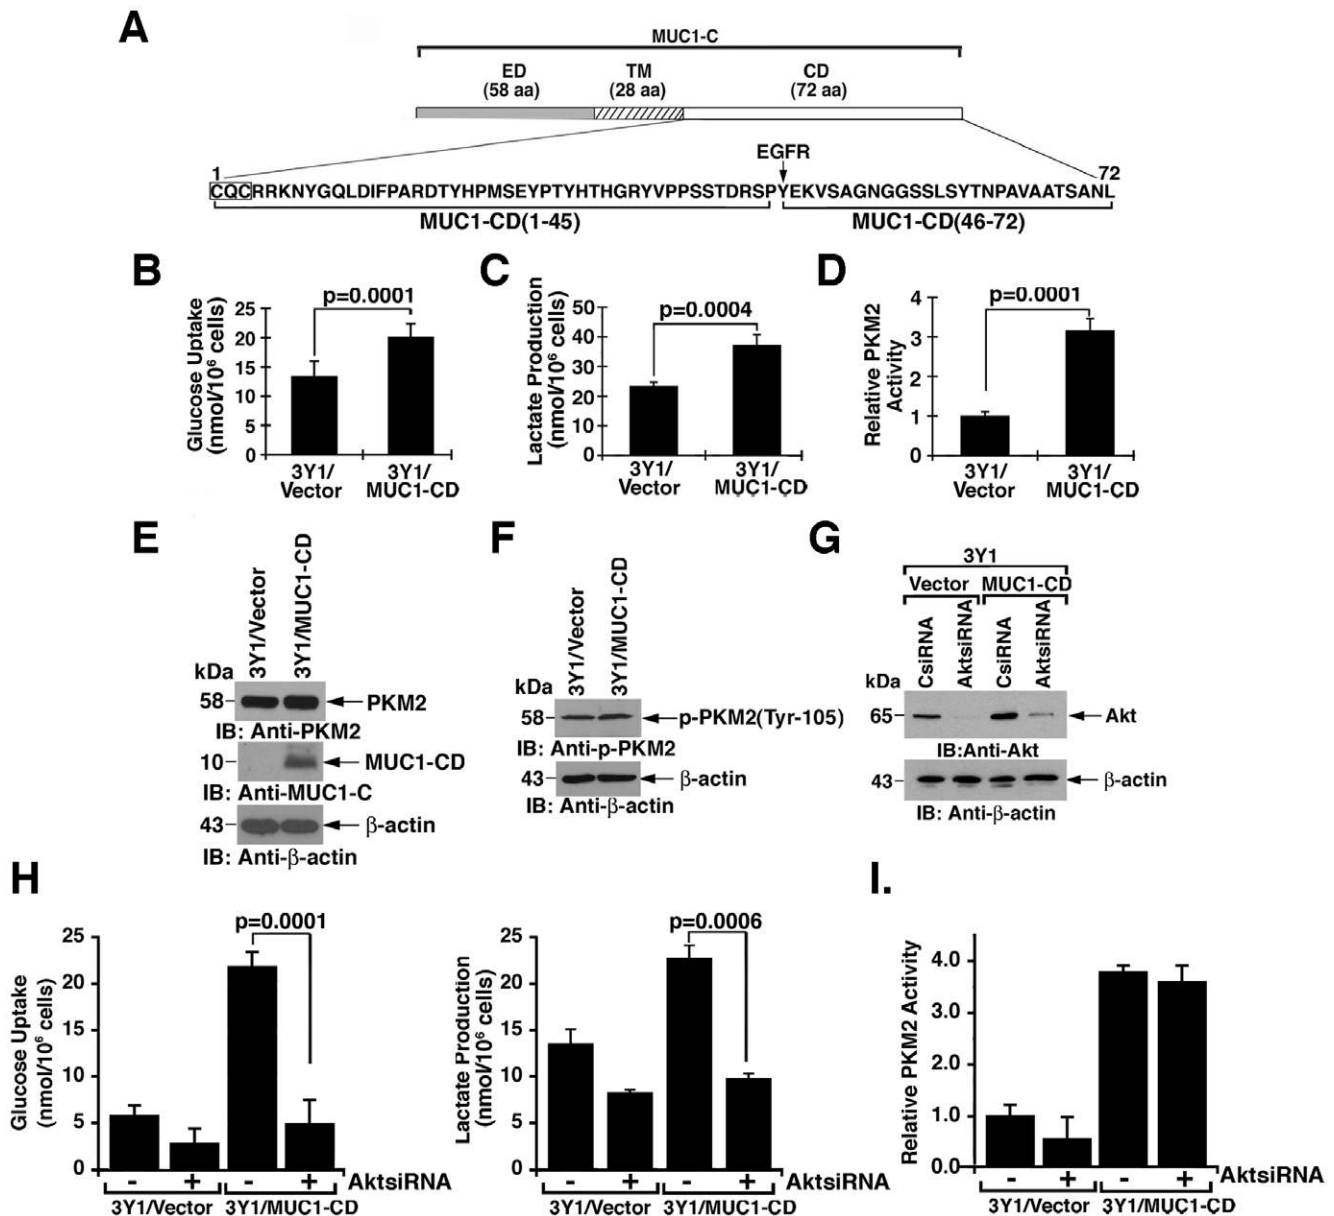 A
MUC1-C
ED TM CD
(58 aa) (28 aa) (72 aa)
EGFR
1 72
CQCRRKNYGQLDIFPARDTYHPMSEYPTYHTHGRYVPPSSTDRSPYEKVSAGNGGSSLSYTNPAVAATSANL
MUC1-CD(1-45) MUC1-CD(46-72)
B
p=0.0001
Glucose Uptake
(nmol/10⁶ cells)
25
20
15
10
5
0
3Y1/
Vector
3Y1/
MUC1-CD
C
p=0.0004
Lactate Production
(nmol/10⁶ cells)
50
40
30
20
10
0
3Y1/
Vector
3Y1/
MUC1-CD
D
p=0.0001
Relative PKM2
Activity
4
3
2
1
0
3Y1/
Vector
3Y1/
MUC1-CD
E
3Y1/Vector
3Y1/MUC1-CD
kDa
58 PKM2
IB: Anti-PKM2
10 MUC1-CD
IB: Anti-MUC1-C
43 β-actin
IB: Anti-β-actin
F
3Y1/Vector
3Y1/MUC1-CD
kDa
58 p-PKM2(Tyr-105)
IB: Anti-p-PKM2
43 β-actin
IB: Anti-β-actin
G
3Y1
Vector MUC1-CD
CsiRNA
AktsiRNA
CsiRNA
AktsiRNA
kDa
65 Akt
IB:Anti-Akt
43 β-actin
IB: Anti-β-actin
H
p=0.0001
Glucose Uptake
(nmol/10⁶ cells)
25
20
15
10
5
0
- + - + AktsiRNA
3Y1/Vector 3Y1/MUC1-CD
p=0.0006
Lactate Production
(nmol/10⁶ cells)
25
20
15
10
5
0
- + - + AktsiRNA
3Y1/Vector 3Y1/MUC1-CD
I.
Relative PKM2 Activity
4.0
3.0
2.0
1.0
0.0
- + - + AktsiRNA
3Y1/Vector 3Y1/MUC1-CD